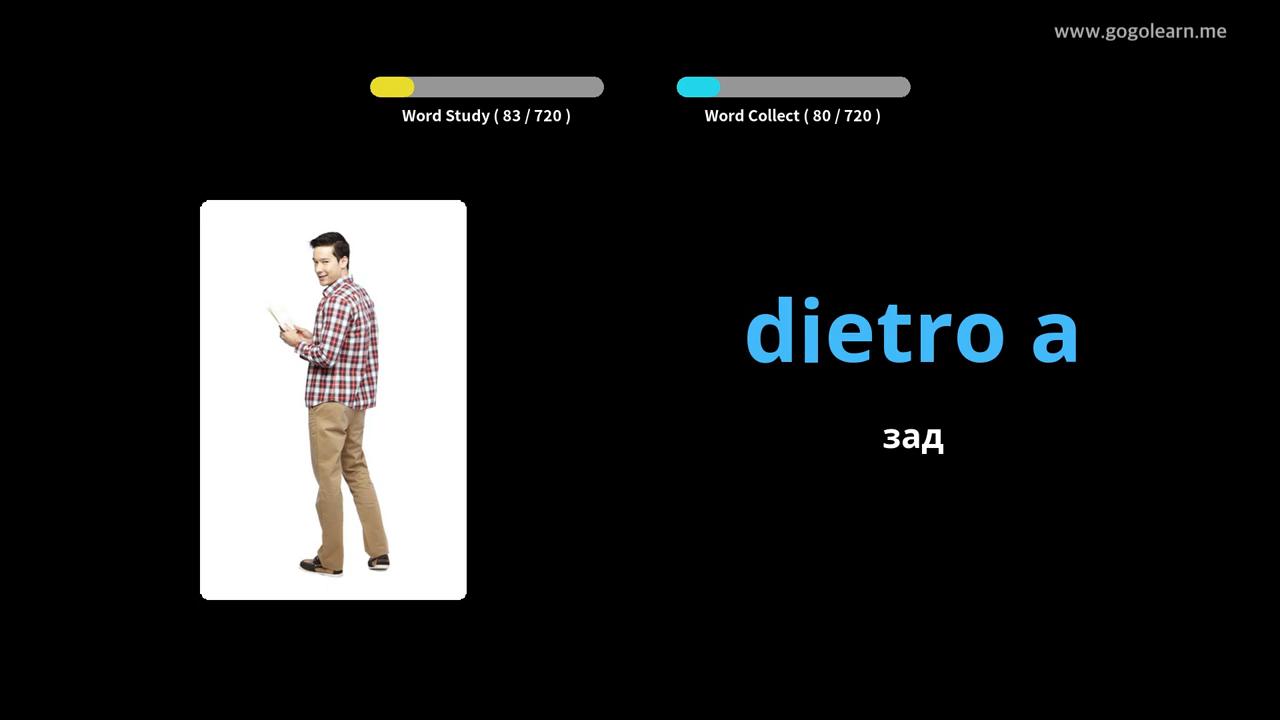 www.gogolearn.me
Word Study ( 83 / 720 )
Word Collect ( 80 / 720 )
dietro a
зад